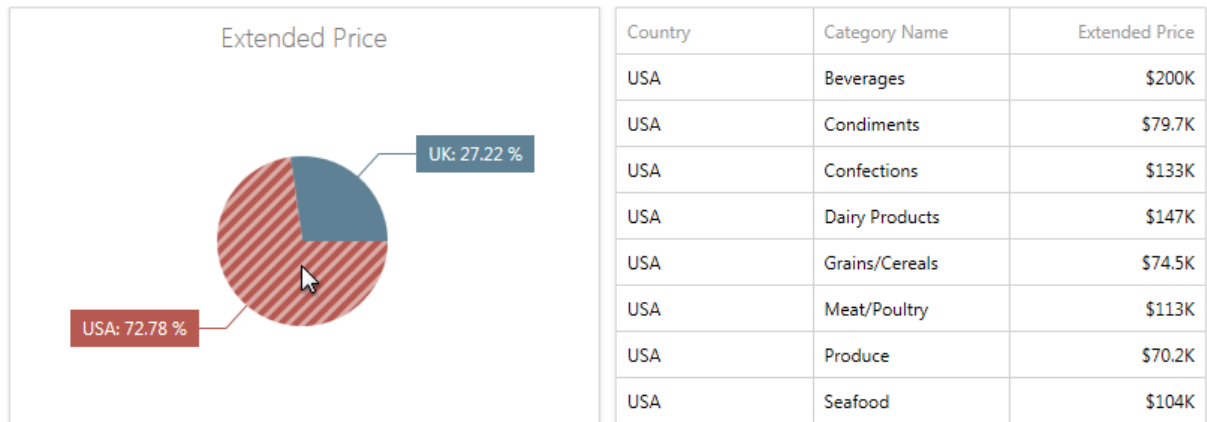 Extended Price
UK: 27.22 %
USA: 72.78 %
Country Category Name Extended Price
USA Beverages $200K
USA Condiments $79.7K
USA Confections $133K
USA Dairy Products $147K
USA Grains/Cereals $74.5K
USA Meat/Poultry $113K
USA Produce $70.2K
USA Seafood $104K